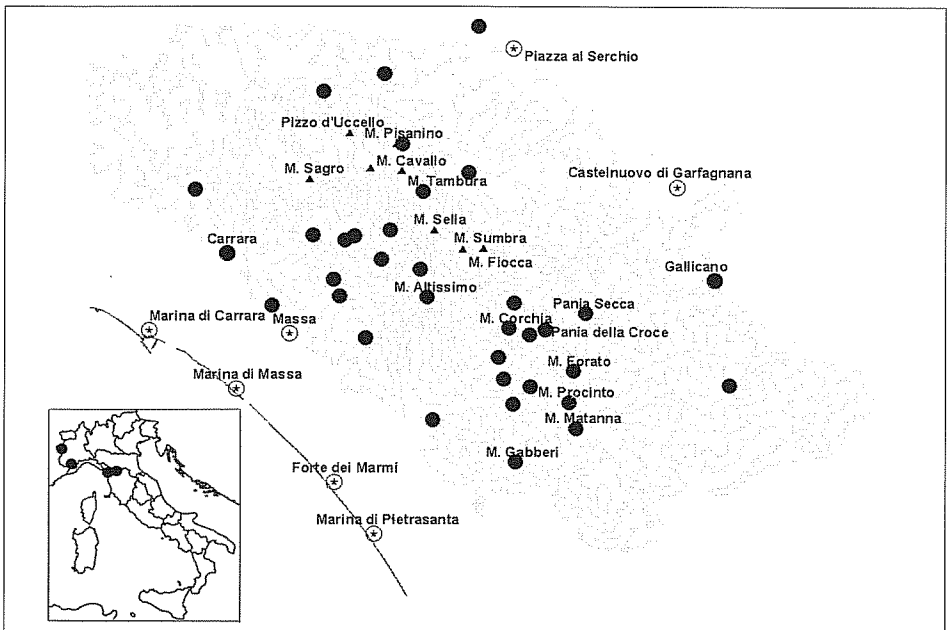 Piazza al Serchio
Pizzo d'Uccello
M. Pisanino
M. Cavallo
M. Sagro
M. Tambura
Castelnuovo di Garfagnana
M. Sella
Carrara
M. Sumbra
M. Fiocca
Gallicano
M. Altissimo
Pania Secca
Marina di Carrara
Massa
M. Corchia
Pania della Croce
M. Forato
Marina di Massa
M. Procinto
M. Matanna
M. Gabberi
Forte dei Marmi
Marina di Pietrasanta